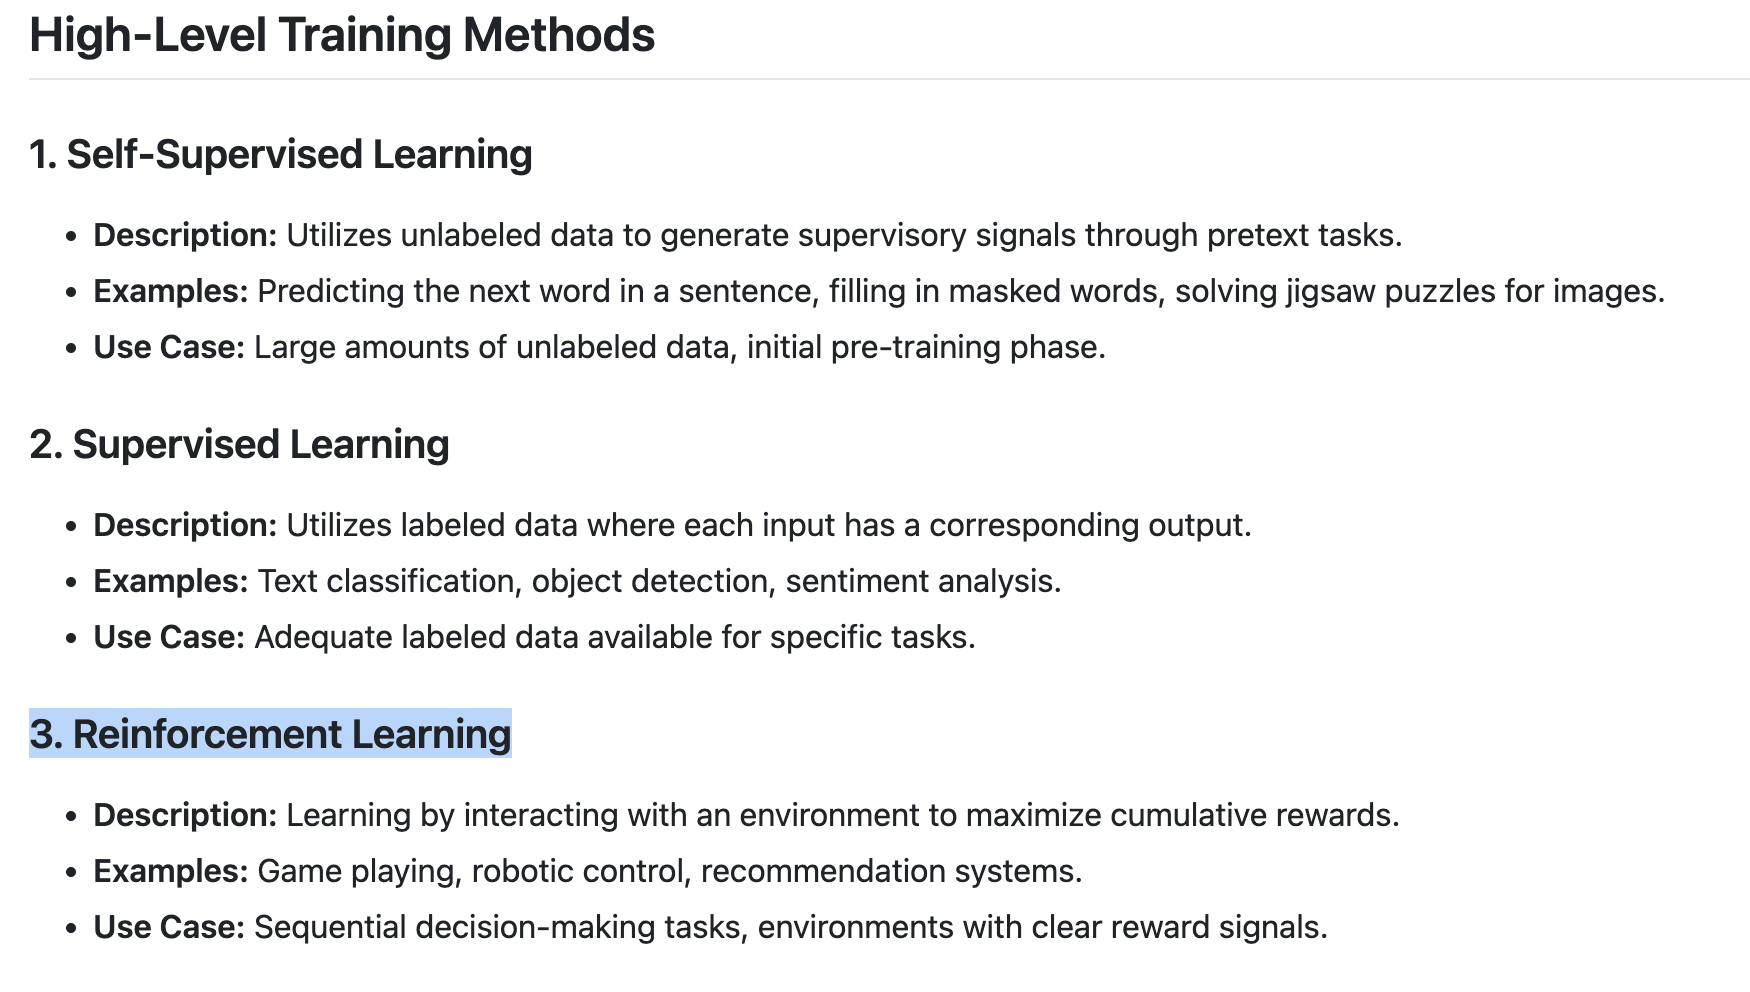 High-Level Training Methods
1. Self-Supervised Learning
• Description: Utilizes unlabeled data to generate supervisory signals through pretext tasks.
• Examples: Predicting the next word in a sentence, filling in masked words, solving jigsaw puzzles for images.
• Use Case: Large amounts of unlabeled data, initial pre-training phase.
2. Supervised Learning
• Description: Utilizes labeled data where each input has a corresponding output.
• Examples: Text classification, object detection, sentiment analysis.
• Use Case: Adequate labeled data available for specific tasks.
3. Reinforcement Learning
• Description: Learning by interacting with an environment to maximize cumulative rewards.
• Examples: Game playing, robotic control, recommendation systems.
• Use Case: Sequential decision-making tasks, environments with clear reward signals.